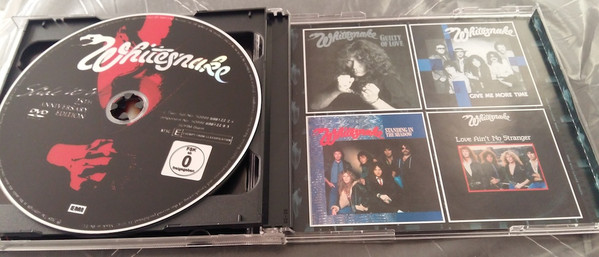 Whitesnake
Slide it in
25TH
ANNIVERSARY
EDITION
DVD
FSK
0
EMI
Whitesnake
GUILTY
OF LOVE
Whitesnake
GIVE ME MORE TIME
Whitesnake
STANDING IN
THE SHADOW
Whitesnake
Love Ain't No Stranger